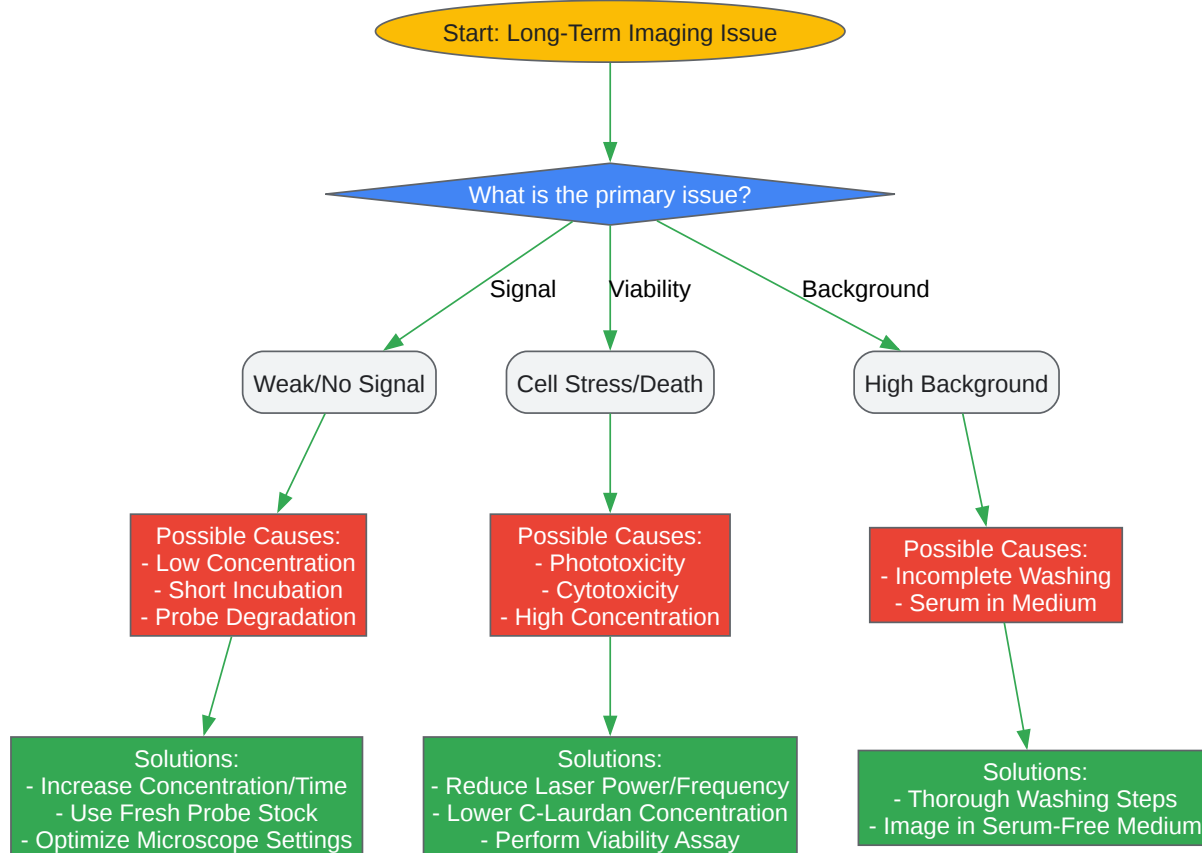 Start: Long-Term Imaging Issue
What is the primary issue?
Signal
Viability
Background
Weak/No Signal
Cell Stress/Death
High Background
Possible Causes:
- Low Concentration
- Short Incubation
- Probe Degradation
Possible Causes:
- Phototoxicity
- Cytotoxicity
- High Concentration
Possible Causes:
- Incomplete Washing
- Serum in Medium
Solutions:
- Increase Concentration/Time
- Use Fresh Probe Stock
- Optimize Microscope Settings
Solutions:
- Reduce Laser Power/Frequency
- Lower C-Laurdan Concentration
- Perform Viability Assay
Solutions:
- Thorough Washing Steps
- Image in Serum-Free Medium